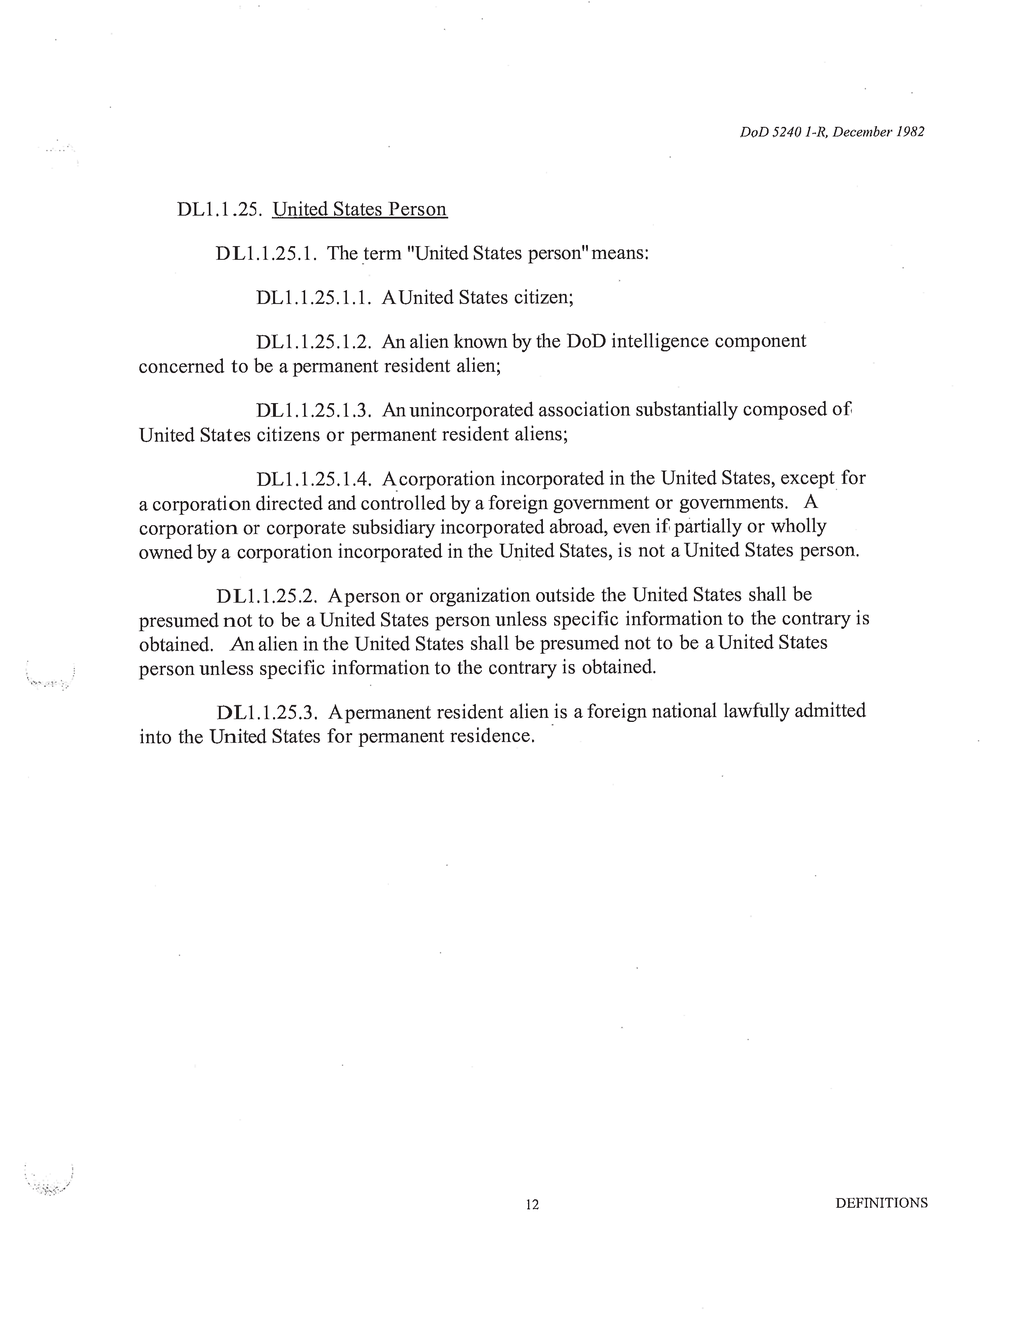 DoD 5240 1-R, December 1982
DL1.1.25. United States Person
DL1.1.25.1. The term "United States person" means:
DL1.1.25.1.1. A United States citizen;
DL1.1.25.1.2. An alien known by the DoD intelligence component
concerned to be a permanent resident alien;
DL1.1.25.1.3. An unincorporated association substantially composed of
United States citizens or permanent resident aliens;
DL1.1.25.1.4. A corporation incorporated in the United States, except for
a corporation directed and controlled by a foreign government or governments. A
corporation or corporate subsidiary incorporated abroad, even if partially or wholly
owned by a corporation incorporated in the United States, is not a United States person.
DL1.1.25.2. A person or organization outside the United States shall be
presumed not to be a United States person unless specific information to the contrary is
obtained. An alien in the United States shall be presumed not to be a United States
person unless specific information to the contrary is obtained.
DL1.1.25.3. A permanent resident alien is a foreign national lawfully admitted
into the United States for permanent residence.
12
DEFINITIONS